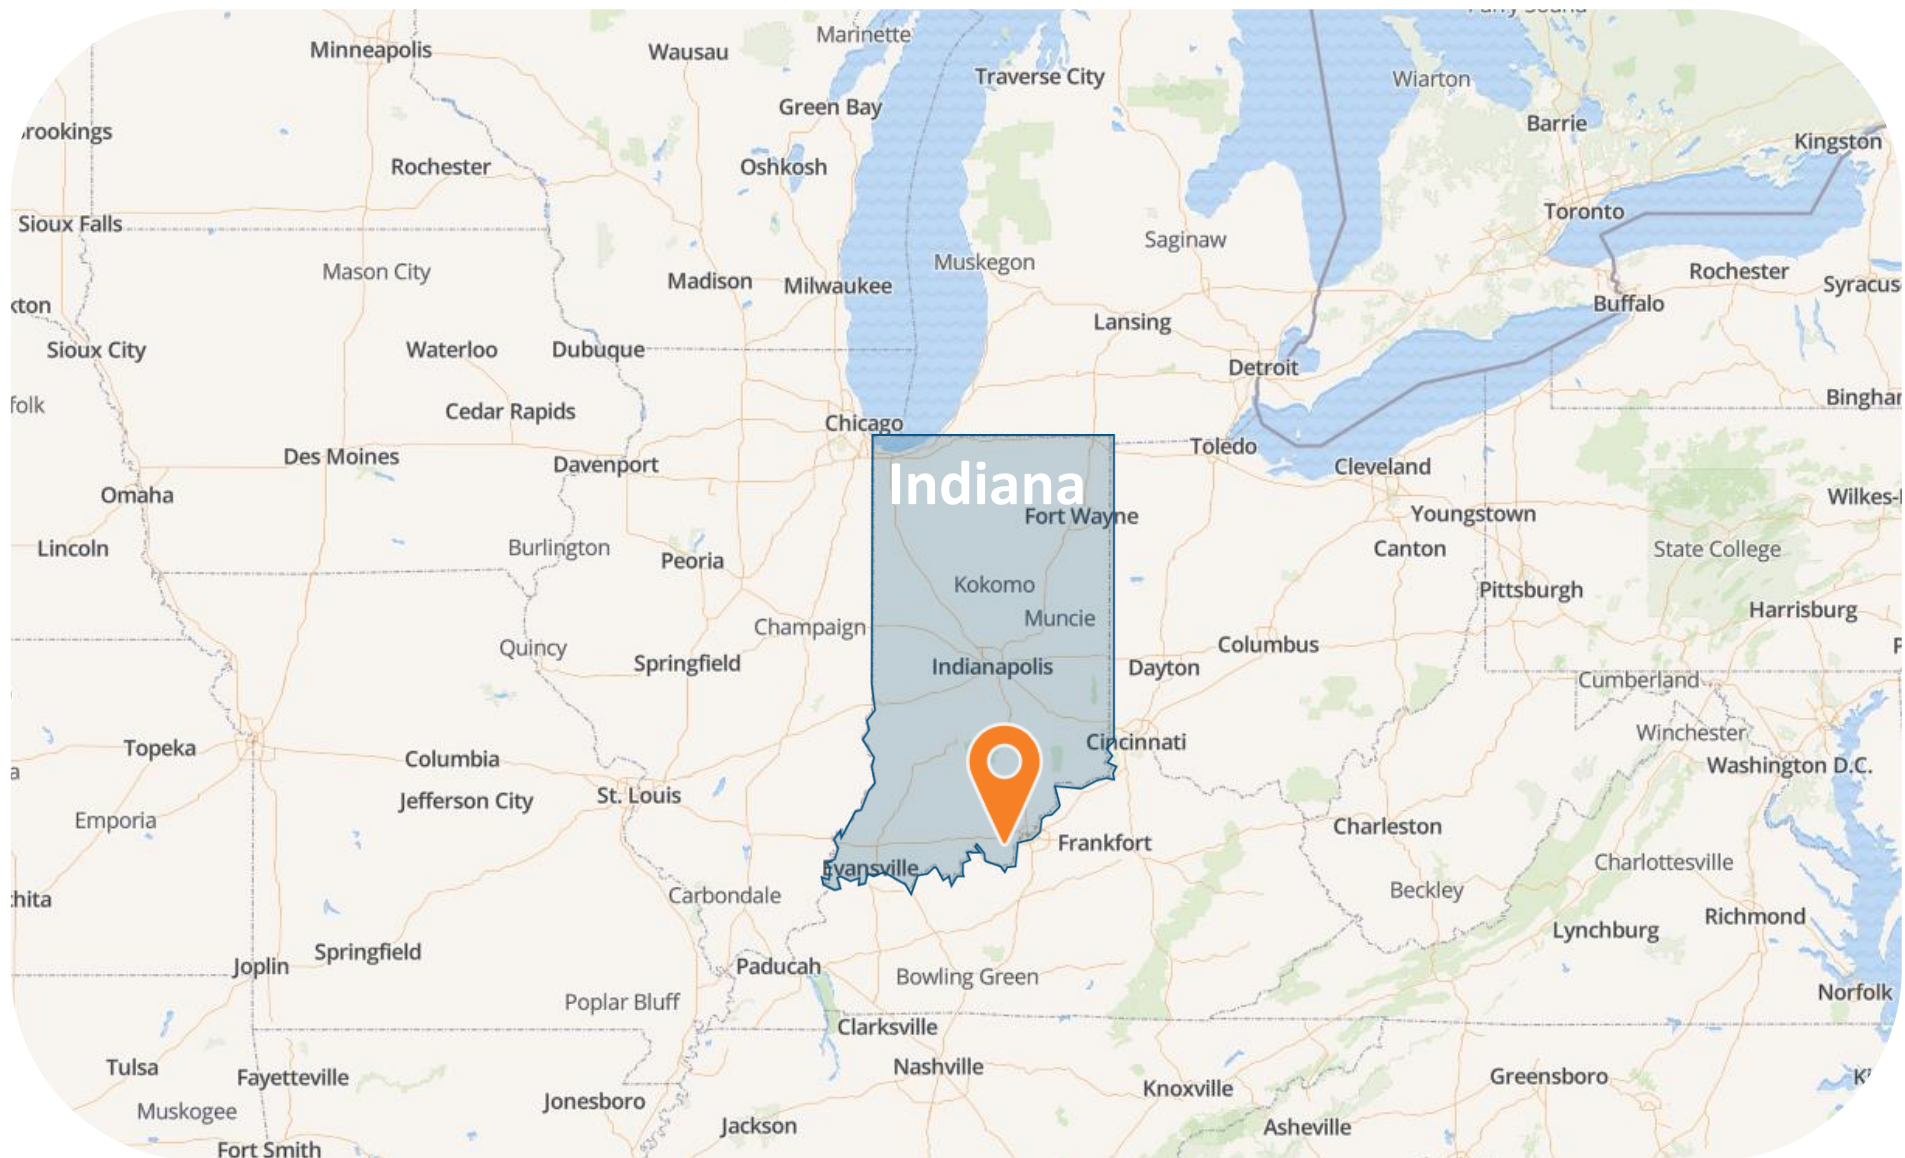 Minneapolis
Wausau
Marinette
Traverse City
Wiarton
Green Bay
Barrie
rookings
Kingston
Rochester
Oshkosh
Toronto
Sioux Falls
Saginaw
Muskegon
Mason City
Rochester
Madison
Milwaukee
Syracus
Buffalo
kton
Lansing
Sioux City
Waterloo
Dubuque
Detroit
folk
Cedar Rapids
Bingha
Chicago
Toledo
Des Moines
Davenport
Cleveland
Indiana
Omaha
Wilkes-
Fort Wayne
Youngstown
Lincoln
Burlington
Canton
State College
Peoria
Kokomo
Pittsburgh
Harrisburg
Muncie
Champaign
Quincy
Columbus
Springfield
Indianapolis
Dayton
Cumberland
Winchester
Topeka
Cincinnati
Columbia
Washington D.C.
St. Louis
Jefferson City
Emporia
Charleston
Frankfort
Charlottesville
Evansville
Beckley
Carbondale
hita
Richmond
Lynchburg
Springfield
Joplin
Paducah
Bowling Green
Norfolk
Poplar Bluff
Clarksville
Tulsa
Nashville
Fayetteville
Greensboro
Knoxville
Jonesboro
Muskogee
Jackson
Asheville
Fort Smith